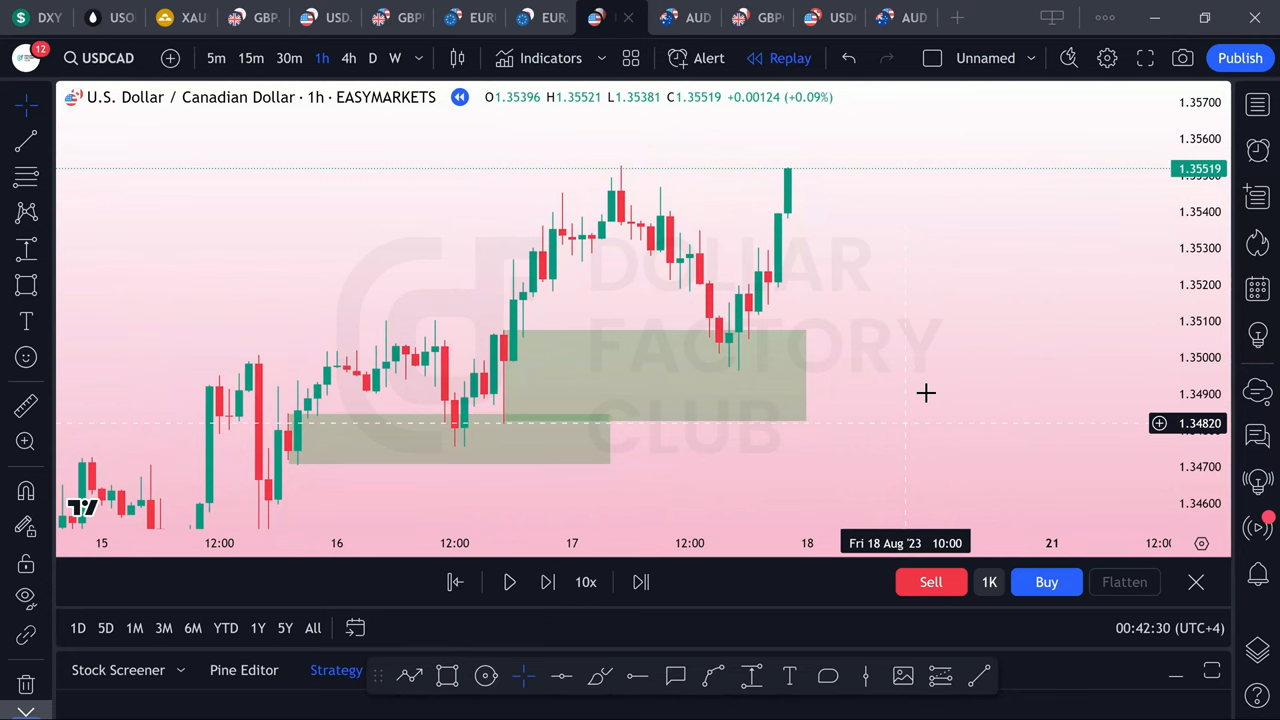 DXY USO XAU GBP. USD. GBP EUR EUR. AUD GBP USD AUD
12 USDCAD 5m 15m 30m 1h 4h D W Indicators Alert Replay Unnamed Publish
U.S. Dollar / Canadian Dollar · 1h · EASYMARKETS O1.35396 H1.35521 L1.35381 C1.35519 +0.00124 (+0.09%)
1.35700
1.35600
1.35519
1.35400
1.35300
1.35200
1.35100
1.35000
1.34900
1.34820
1.34700
1.34600
DOLLAR
FACTORY
CLUB
15 12:00 16 12:00 17 12:00 18 Fri 18 Aug '23 10:00 21
10x Sell 1K Buy Flatten
1D 5D 1M 3M 6M YTD 1Y 5Y All 00:42:30 (UTC+4)
Stock Screener Pine Editor Strategy